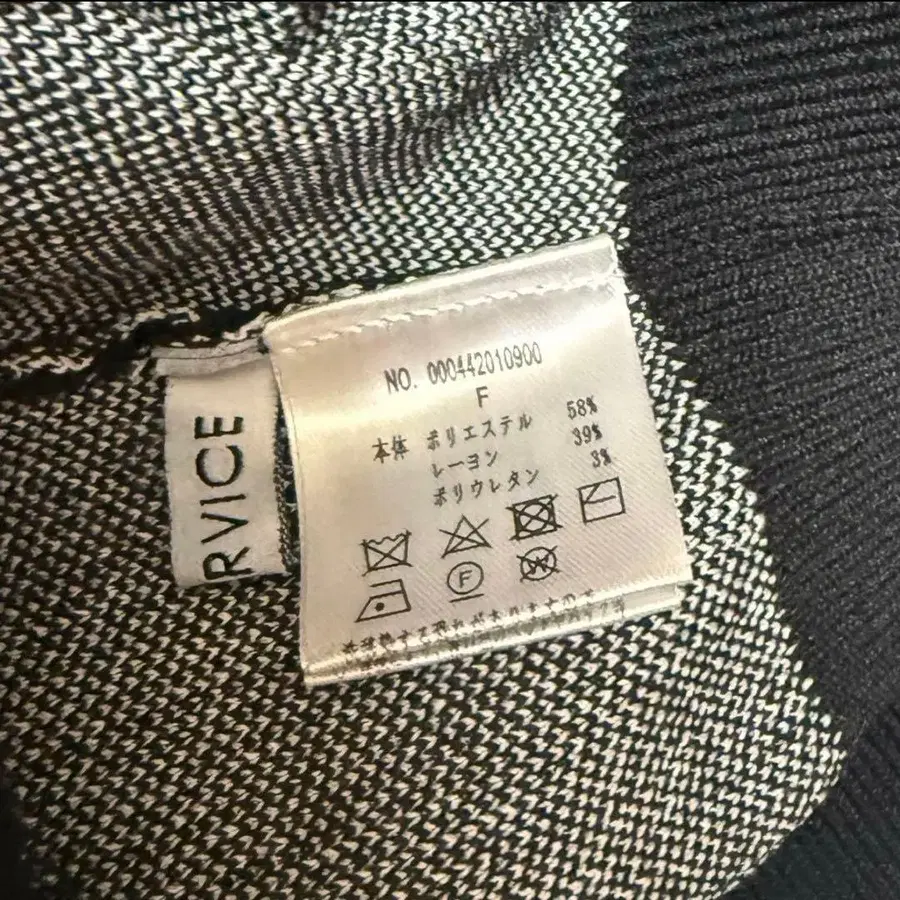 NO. 000442010900
F
本体 ポリエステル 58%
レーヨン 39%
ポリウレタン 3%
F
W
RVICE